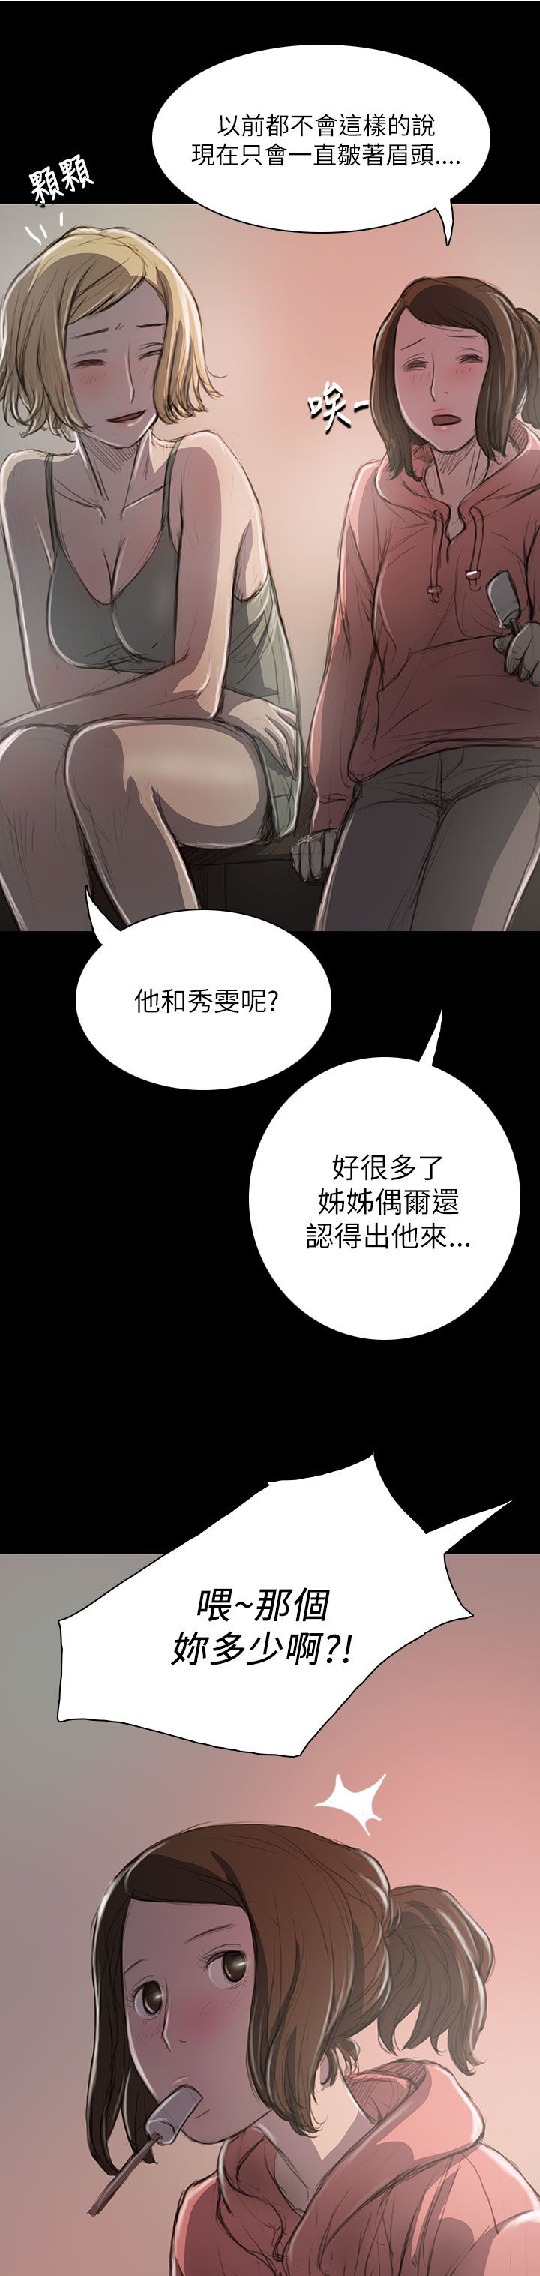 以前都不會這樣的說
現在只會一直皺著眉頭....
顆顆
唉-
他和秀雯呢?
好很多了
姊姊偶爾還
認得出他來...
喂~那個
妳多少啊?!